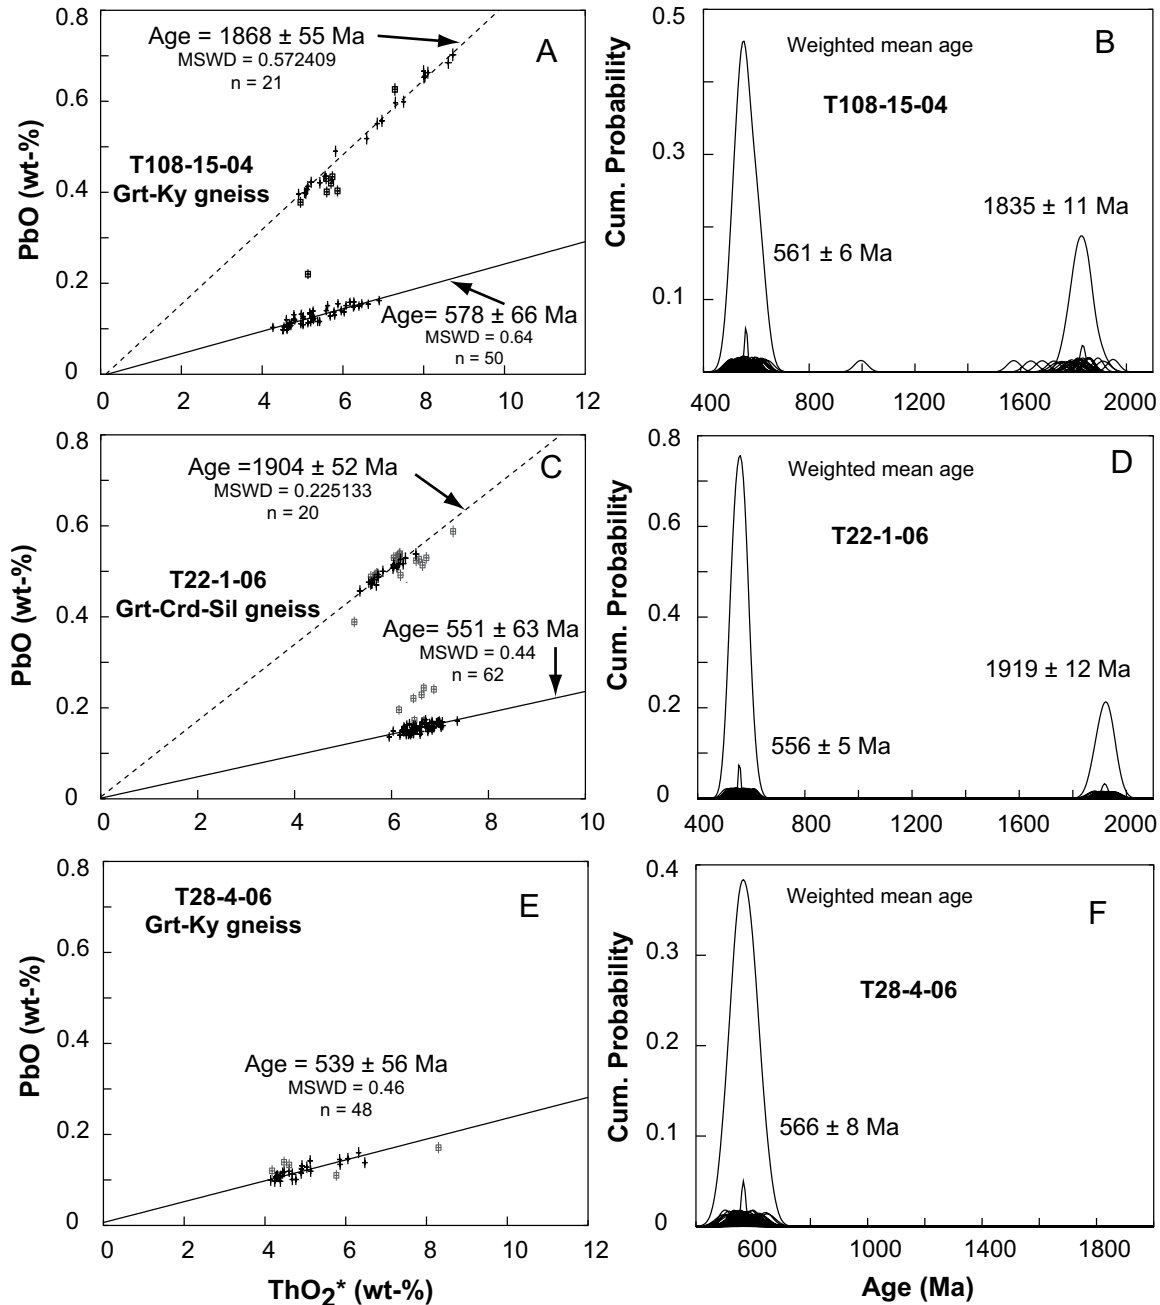 A
Age = 1868 ± 55 Ma
MSWD = 0.572409
n = 21
T108-15-04
Grt-Ky gneiss
Age= 578 ± 66 Ma
MSWD = 0.64
n = 50
PbO (wt-%)
0.8
0.6
0.4
0.2
0
0 2 4 6 8 10 12
B
Weighted mean age
T108-15-04
1835 ± 11 Ma
561 ± 6 Ma
Cum. Probability
0.5
0.3
0.1
400 800 1200 1600 2000
C
Age =1904 ± 52 Ma
MSWD = 0.225133
n = 20
T22-1-06
Grt-Crd-Sil gneiss
Age= 551 ± 63 Ma
MSWD = 0.44
n = 62
PbO (wt-%)
0.8
0.6
0.4
0.2
0
0 2 4 6 8 10
D
Weighted mean age
T22-1-06
1919 ± 12 Ma
556 ± 5 Ma
Cum. Probability
0.8
0.6
0.4
0.2
0
400 800 1200 1600 2000
E
T28-4-06
Grt-Ky gneiss
Age = 539 ± 56 Ma
MSWD = 0.46
n = 48
PbO (wt-%)
0.8
0.6
0.4
0.2
0
0 2 4 6 8 10 12
ThO2* (wt-%)
F
Weighted mean age
T28-4-06
566 ± 8 Ma
Cum. Probability
0.4
0.3
0.2
0.1
0
600 1000 1400 1800
Age (Ma)